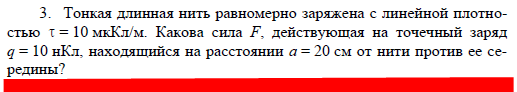 3. Тонкая длинная нить равномерно заряжена с линейной плотно-
стью τ = 10 мкКл/м. Какова сила F, действующая на точечный заряд
q = 10 нКл, находящийся на расстоянии a = 20 см от нити против ее се-
редины?